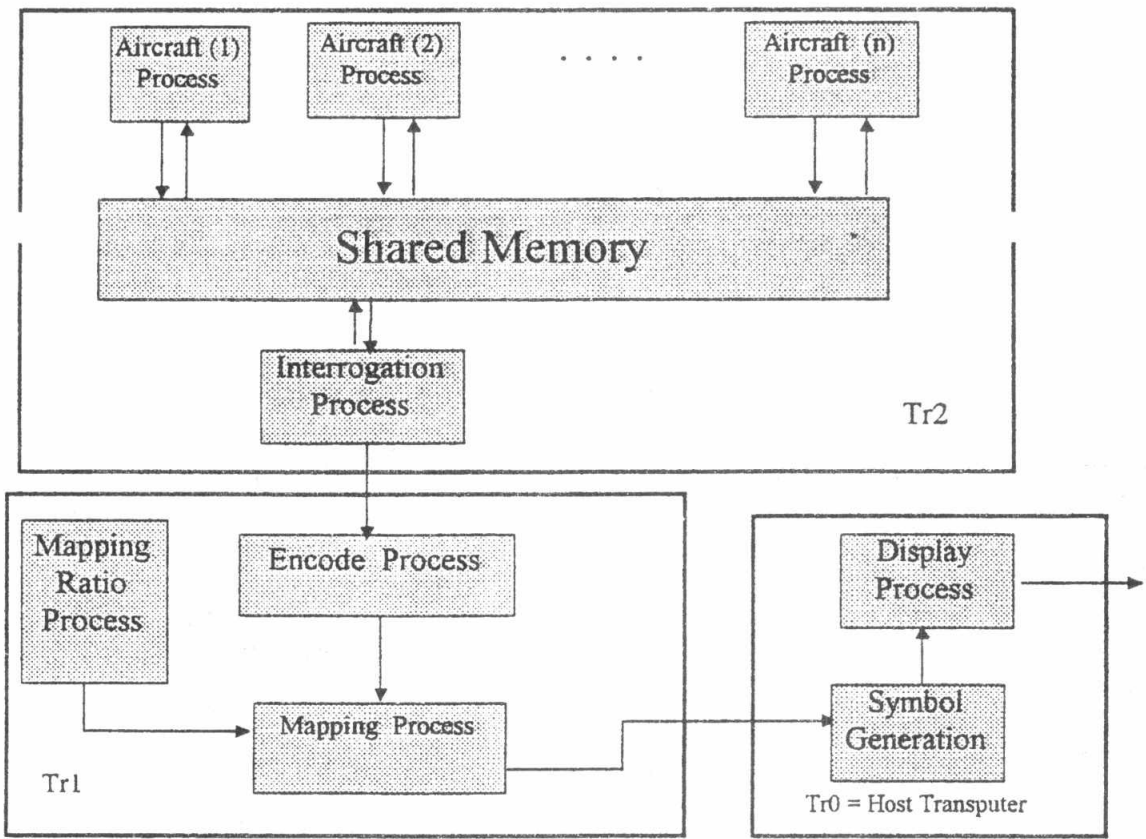 Aircraft (1)
Process
Aircraft (2)
Process
. . . .
Aircraft (n)
Process
Shared Memory
Interrogation
Process
Tr2
Mapping
Ratio
Process
Encode Process
Mapping Process
Tr1
Display
Process
Symbol
Generation
Tr0 = Host Transputer